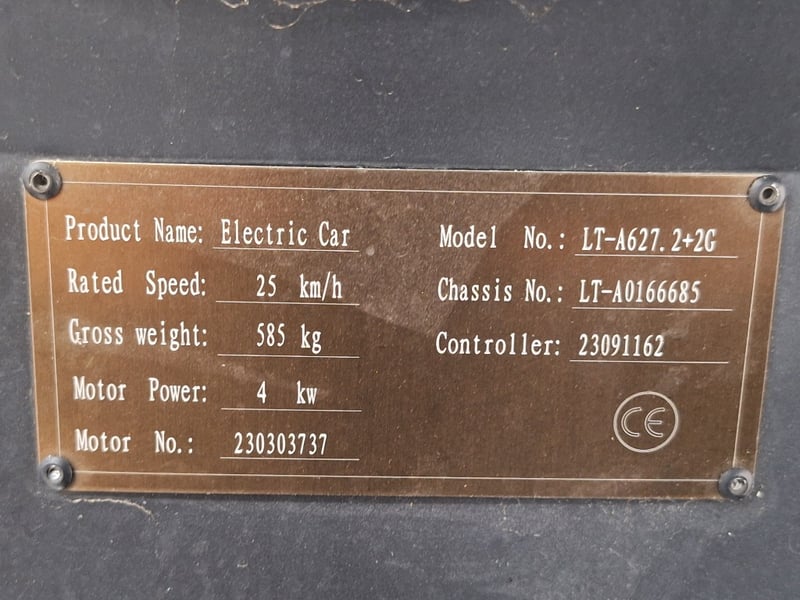 Product Name: Electric Car
Rated Speed: 25 km/h
Gross weight: 585 kg
Motor Power: 4 kw
Motor No.: 230303737
Model No.: LT-A627.2+2G
Chassis No.: LT-A0166685
Controller: 23091162
CE